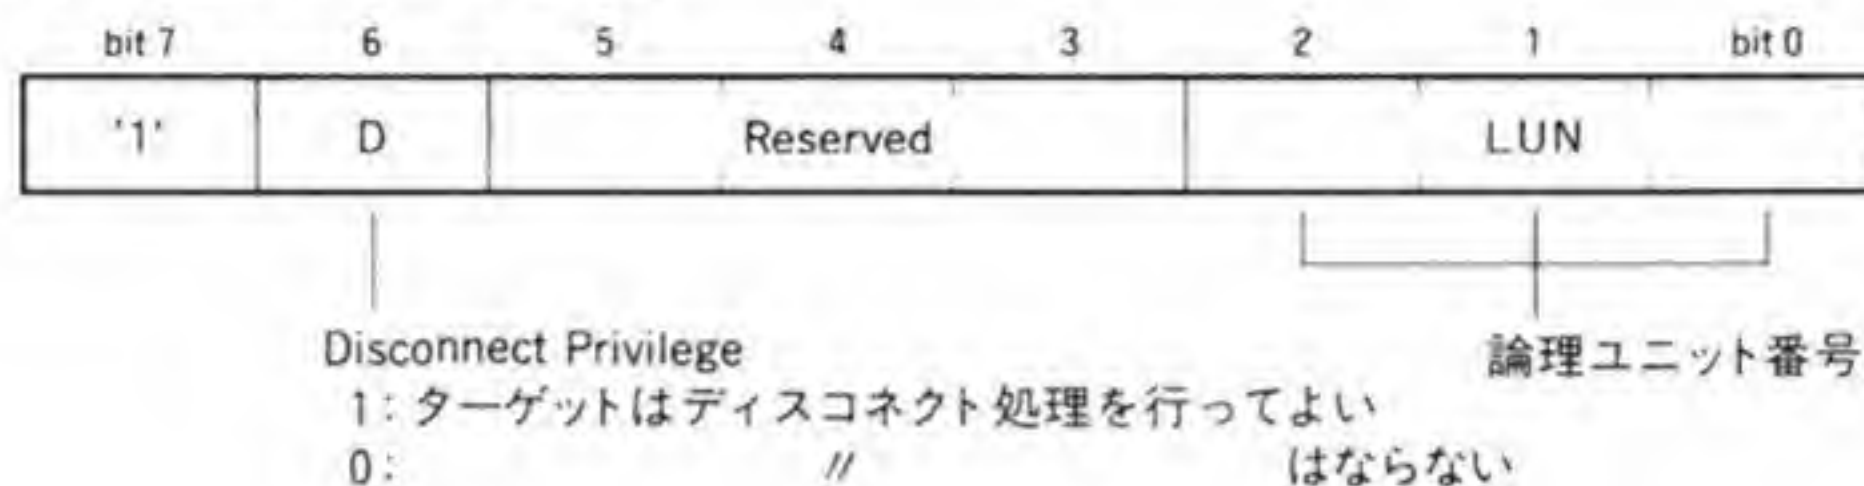 bit 7 6 5 4 3 2 1 bit 0
'1' D Reserved LUN
Disconnect Privilege
論理ユニット番号
1: ターゲットはディスコネクト処理を行ってよい
0: 〃 はならない